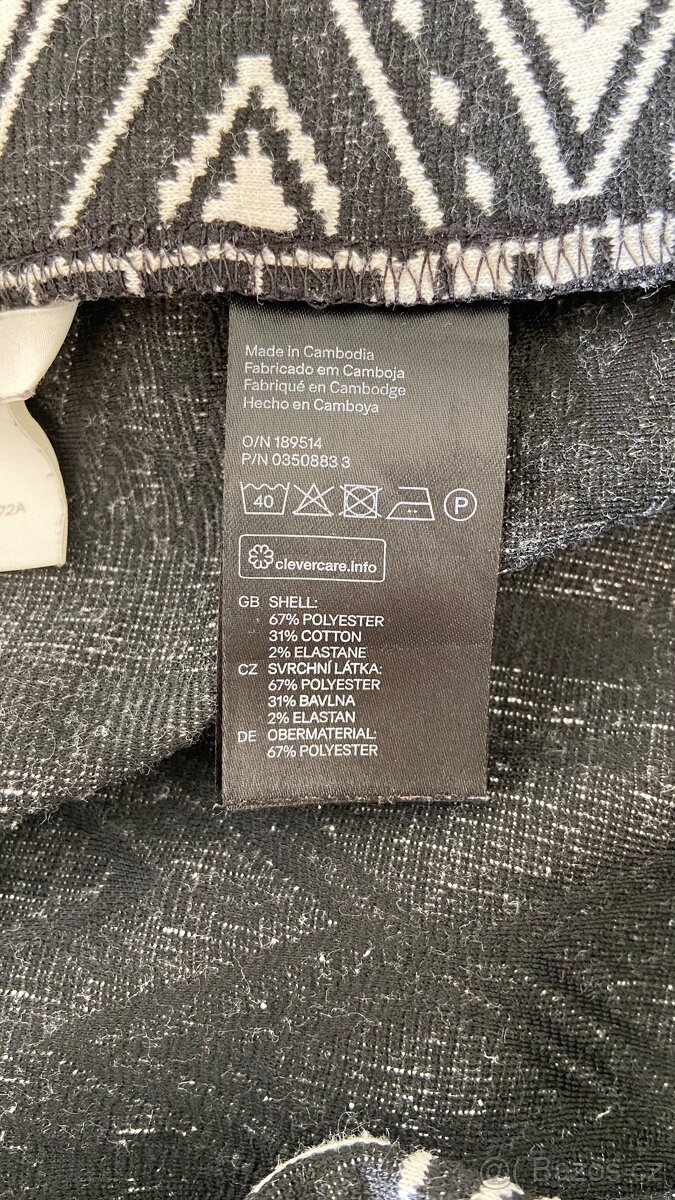 Made in Cambodia
Fabricado em Camboja
Fabriqué en Cambodge
Hecho en Camboya
O/N 189514
P/N 0350883 3
40 P
clevercare.info
GB SHELL:
67% POLYESTER
31% COTTON
2% ELASTANE
CZ SVRCHNÍ LÁTKA:
67% POLYESTER
31% BAVLNA
2% ELASTAN
DE OBERMATERIAL:
67% POLYESTER
72A
Bazos.cz